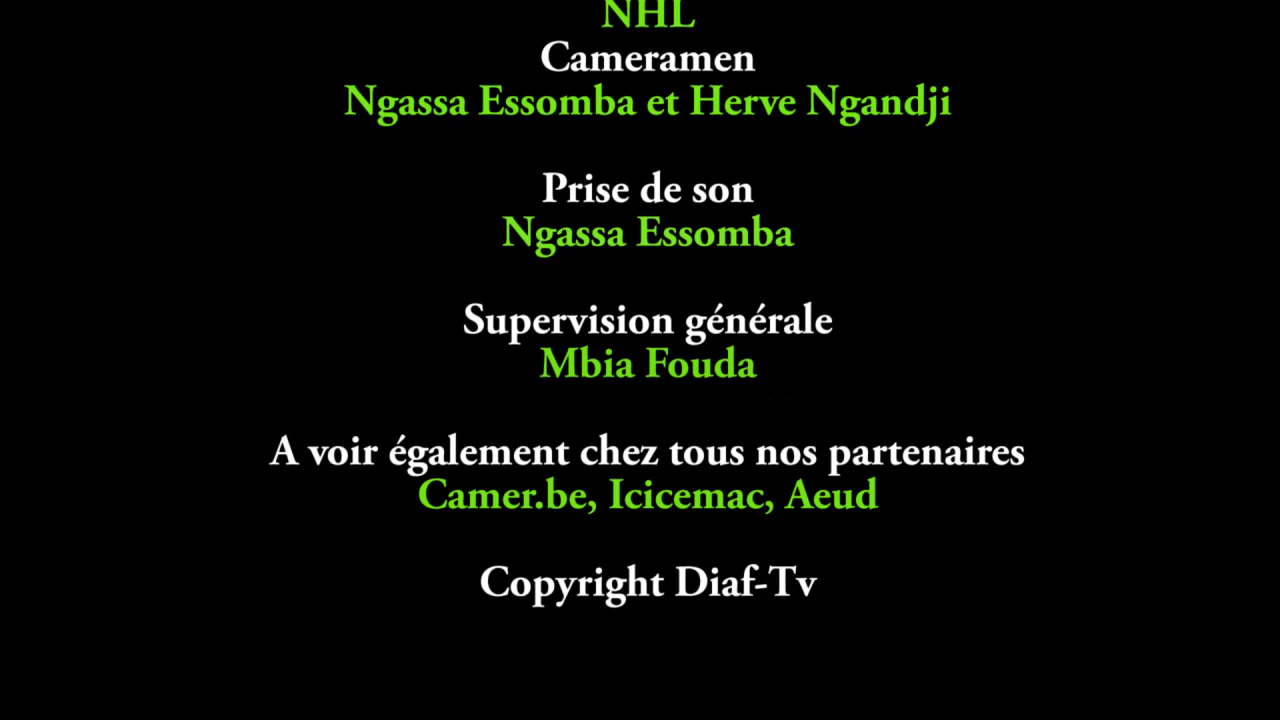 NHL
Cameramen
Ngassa Essomba et Herve Ngandji
Prise de son
Ngassa Essomba
Supervision générale
Mbia Fouda
A voir également chez tous nos partenaires
Camer.be, Icicemac, Aeud
Copyright Diaf-Tv